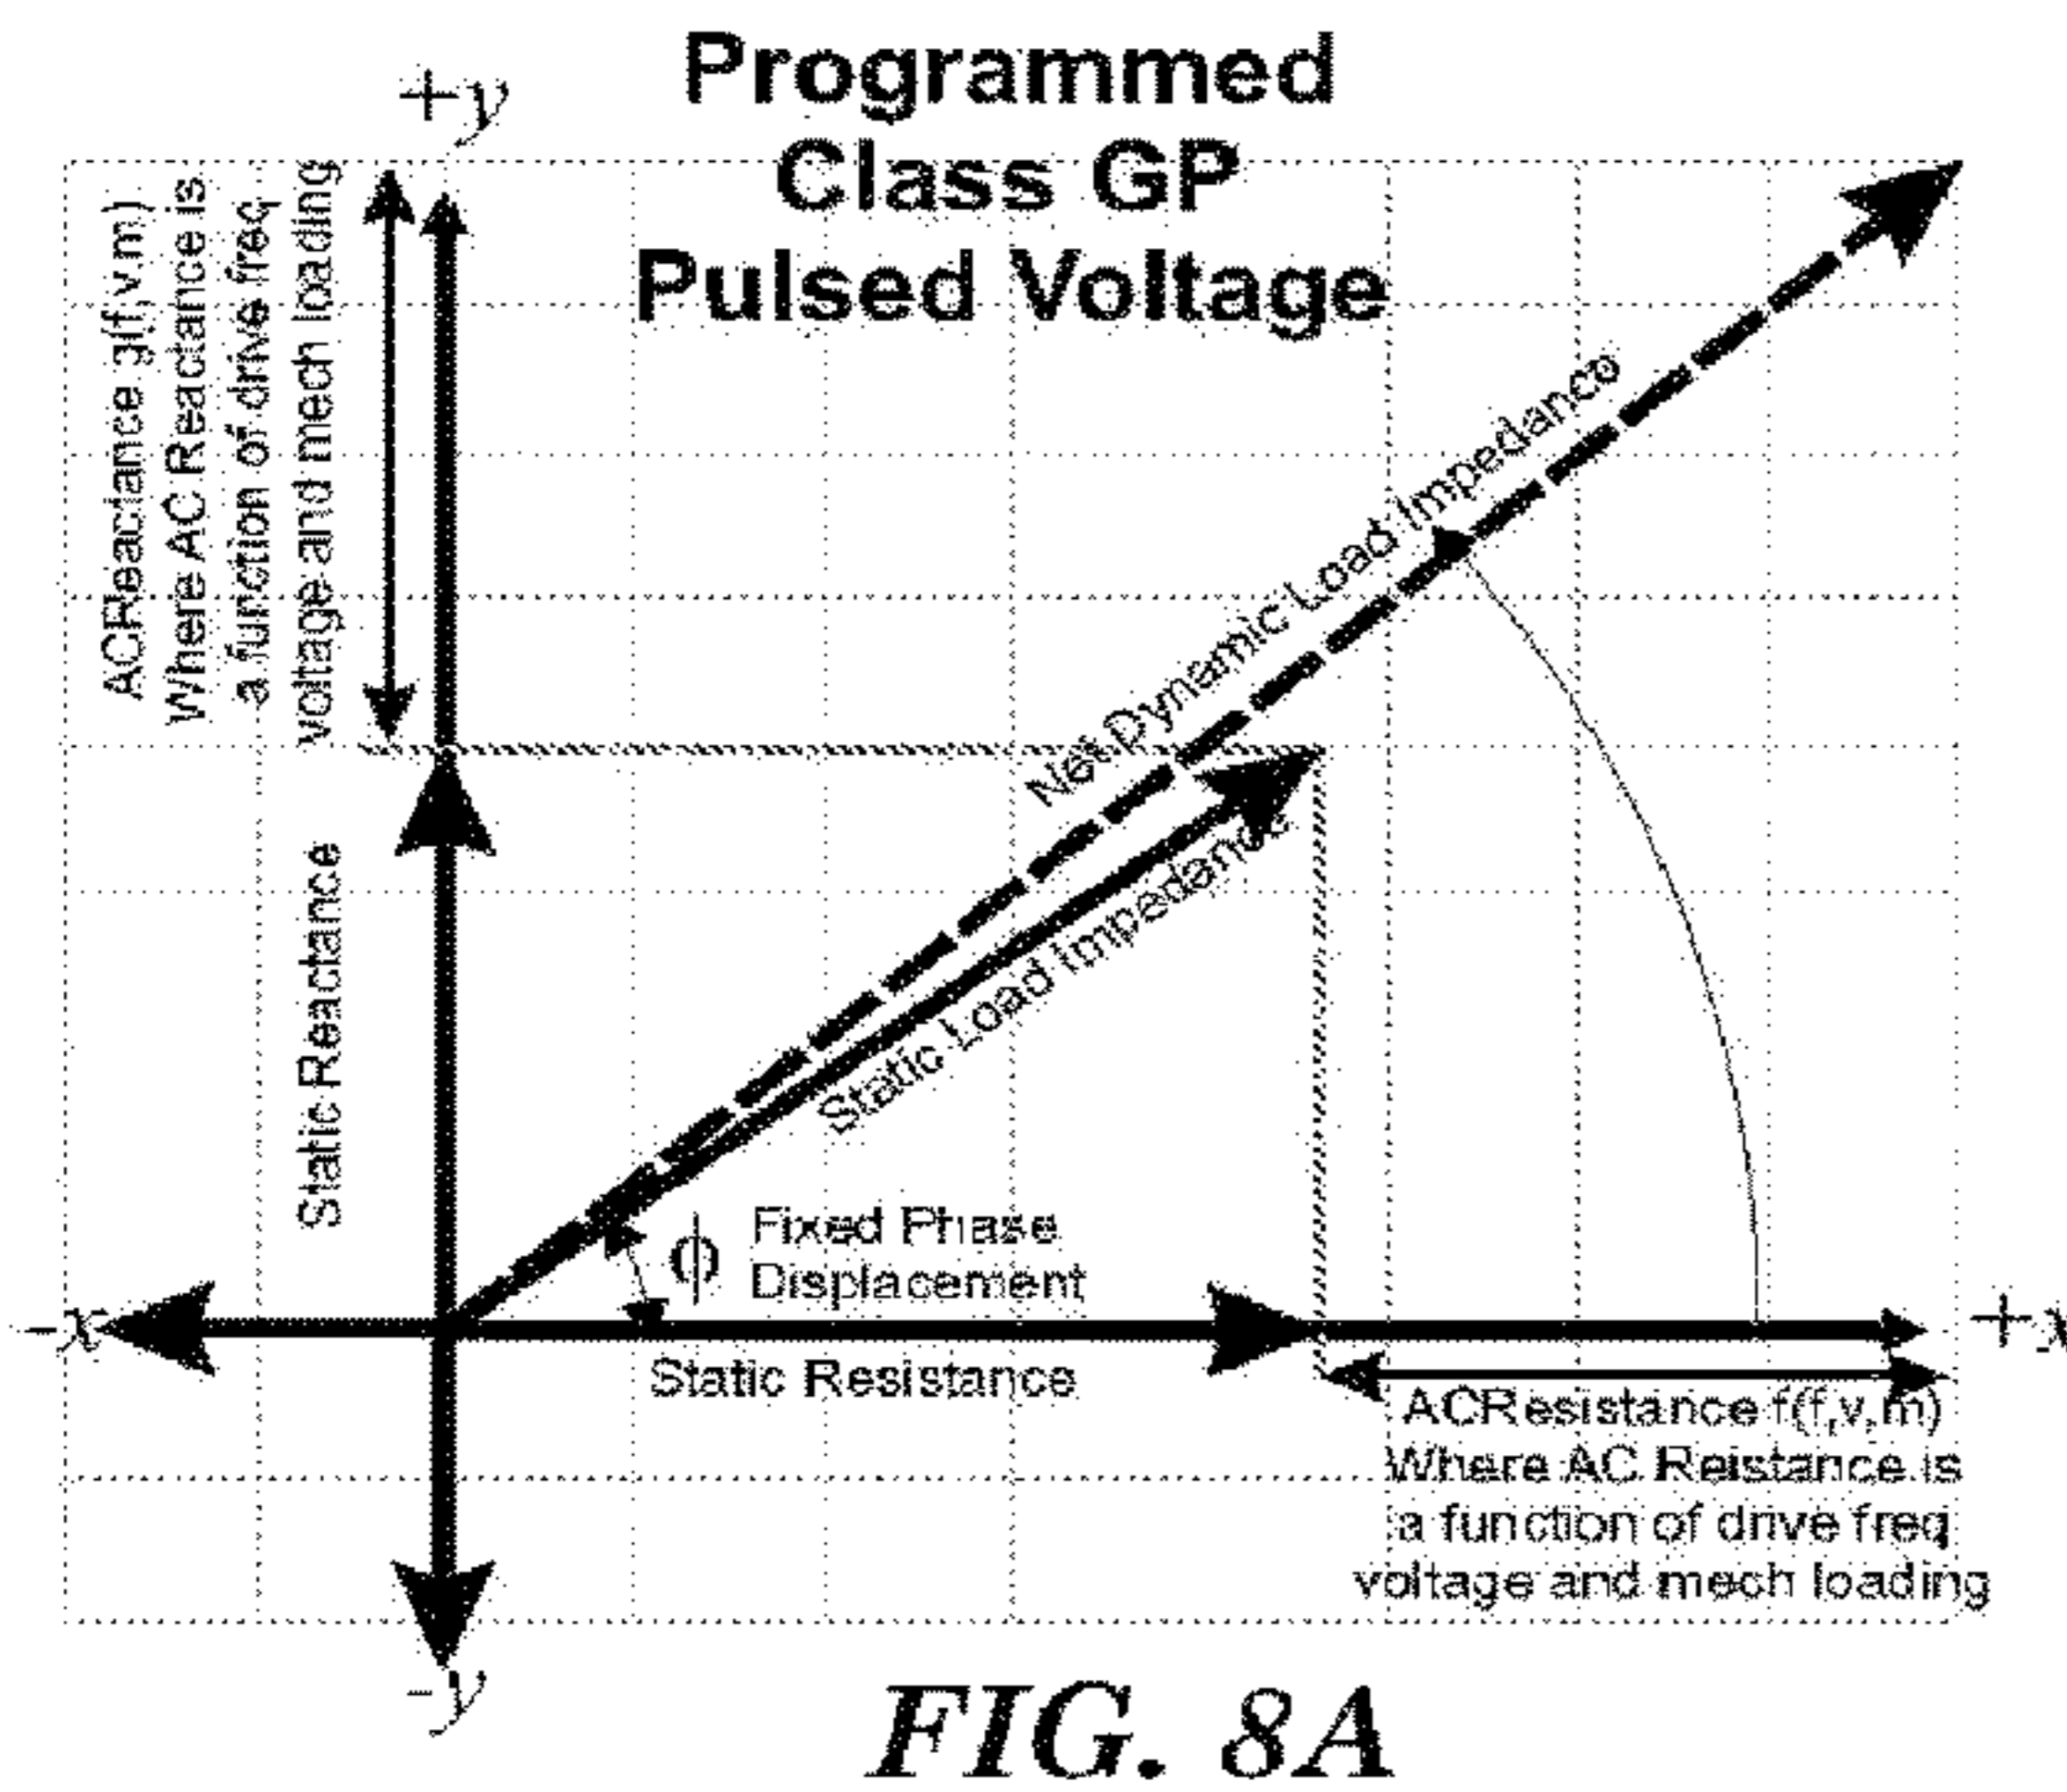 Programmed
Class GP
Pulsed Voltage
+y
ACReactance g(f,v,m)
Where AC Reactance is
a function of drive freq
voltage and mech loading
Static Reactance
Net Dynamic Load Impedance
Static Load Impedance
ϕ Fixed Phase
Displacement
-x
+x
Static Resistance
ACResistance f(f,v,m)
Where AC Reistance is
a function of drive freq
voltage and mech loading
-y
FIG. 8A